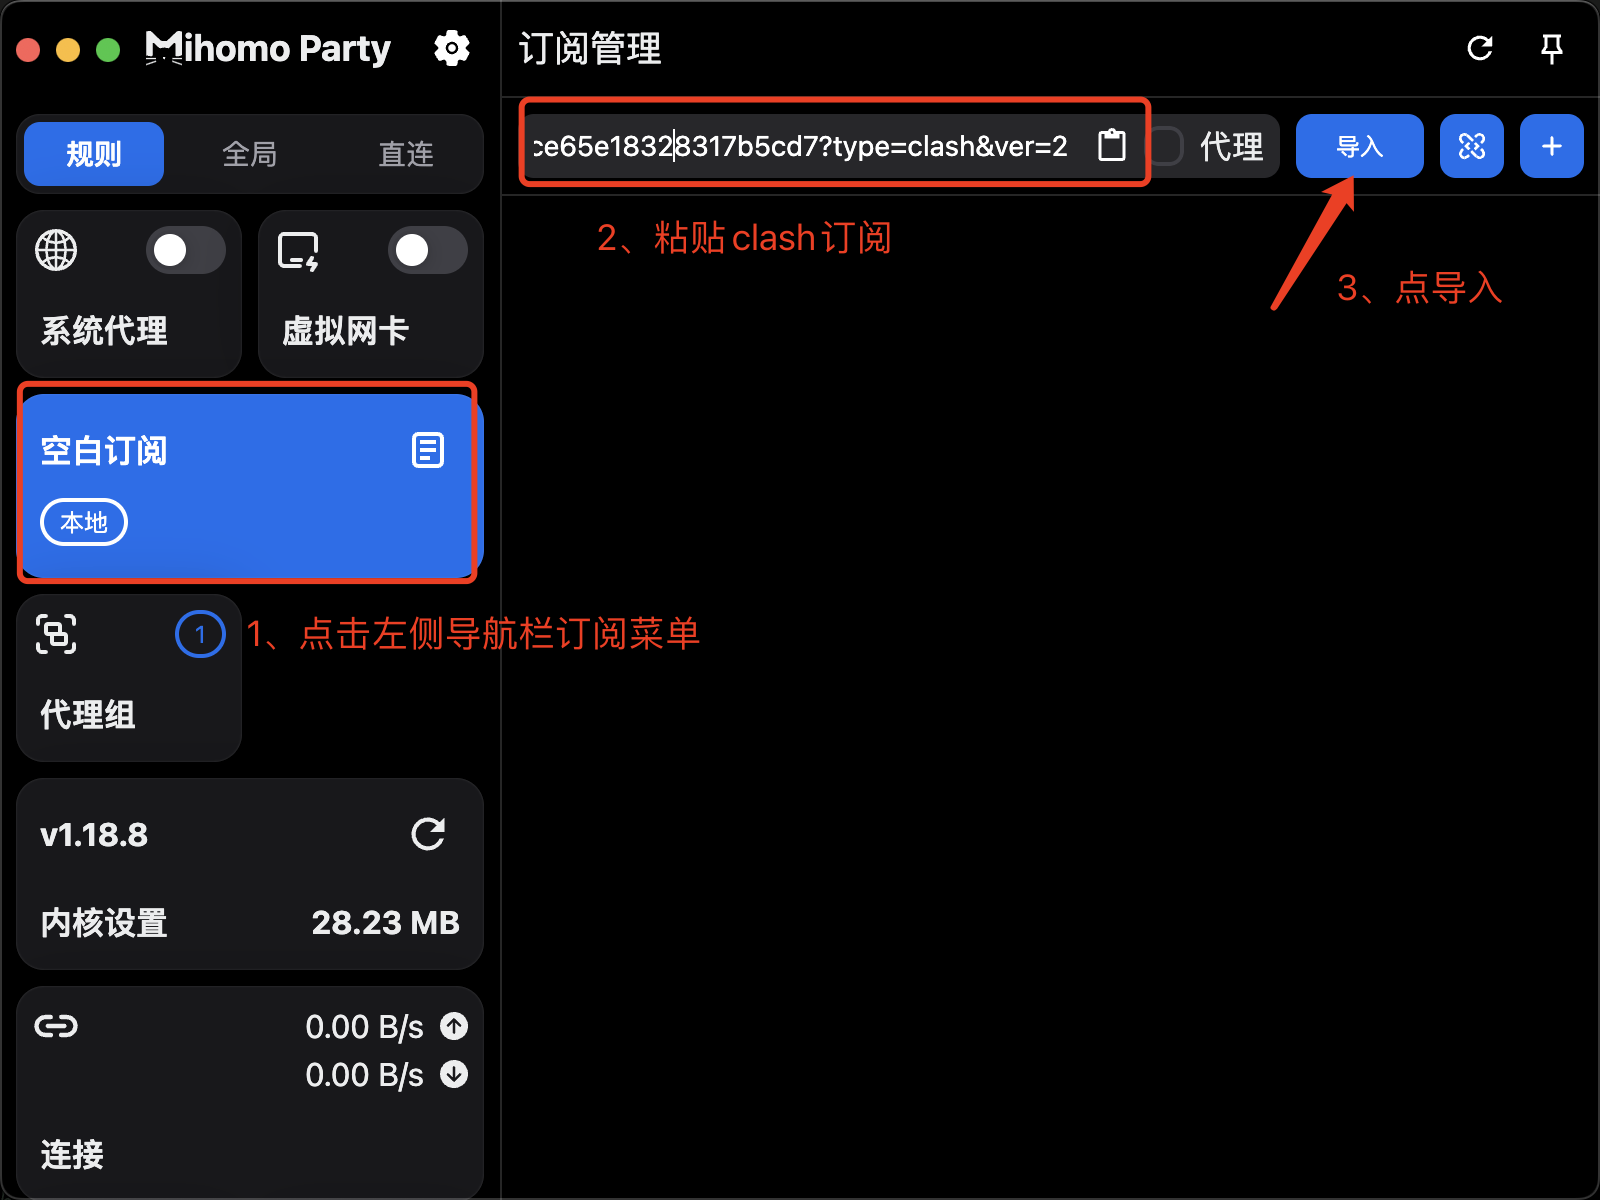 Mihomo Party
订阅管理
规则
全局
直连
ce65e18328317b5cd7?type=clash&ver=2
代理
导入
2、粘贴clash订阅
3、点导入
系统代理
虚拟网卡
空白订阅
本地
1
1、点击左侧导航栏订阅菜单
代理组
v1.18.8
内核设置
28.23 MB
0.00 B/s
0.00 B/s
连接